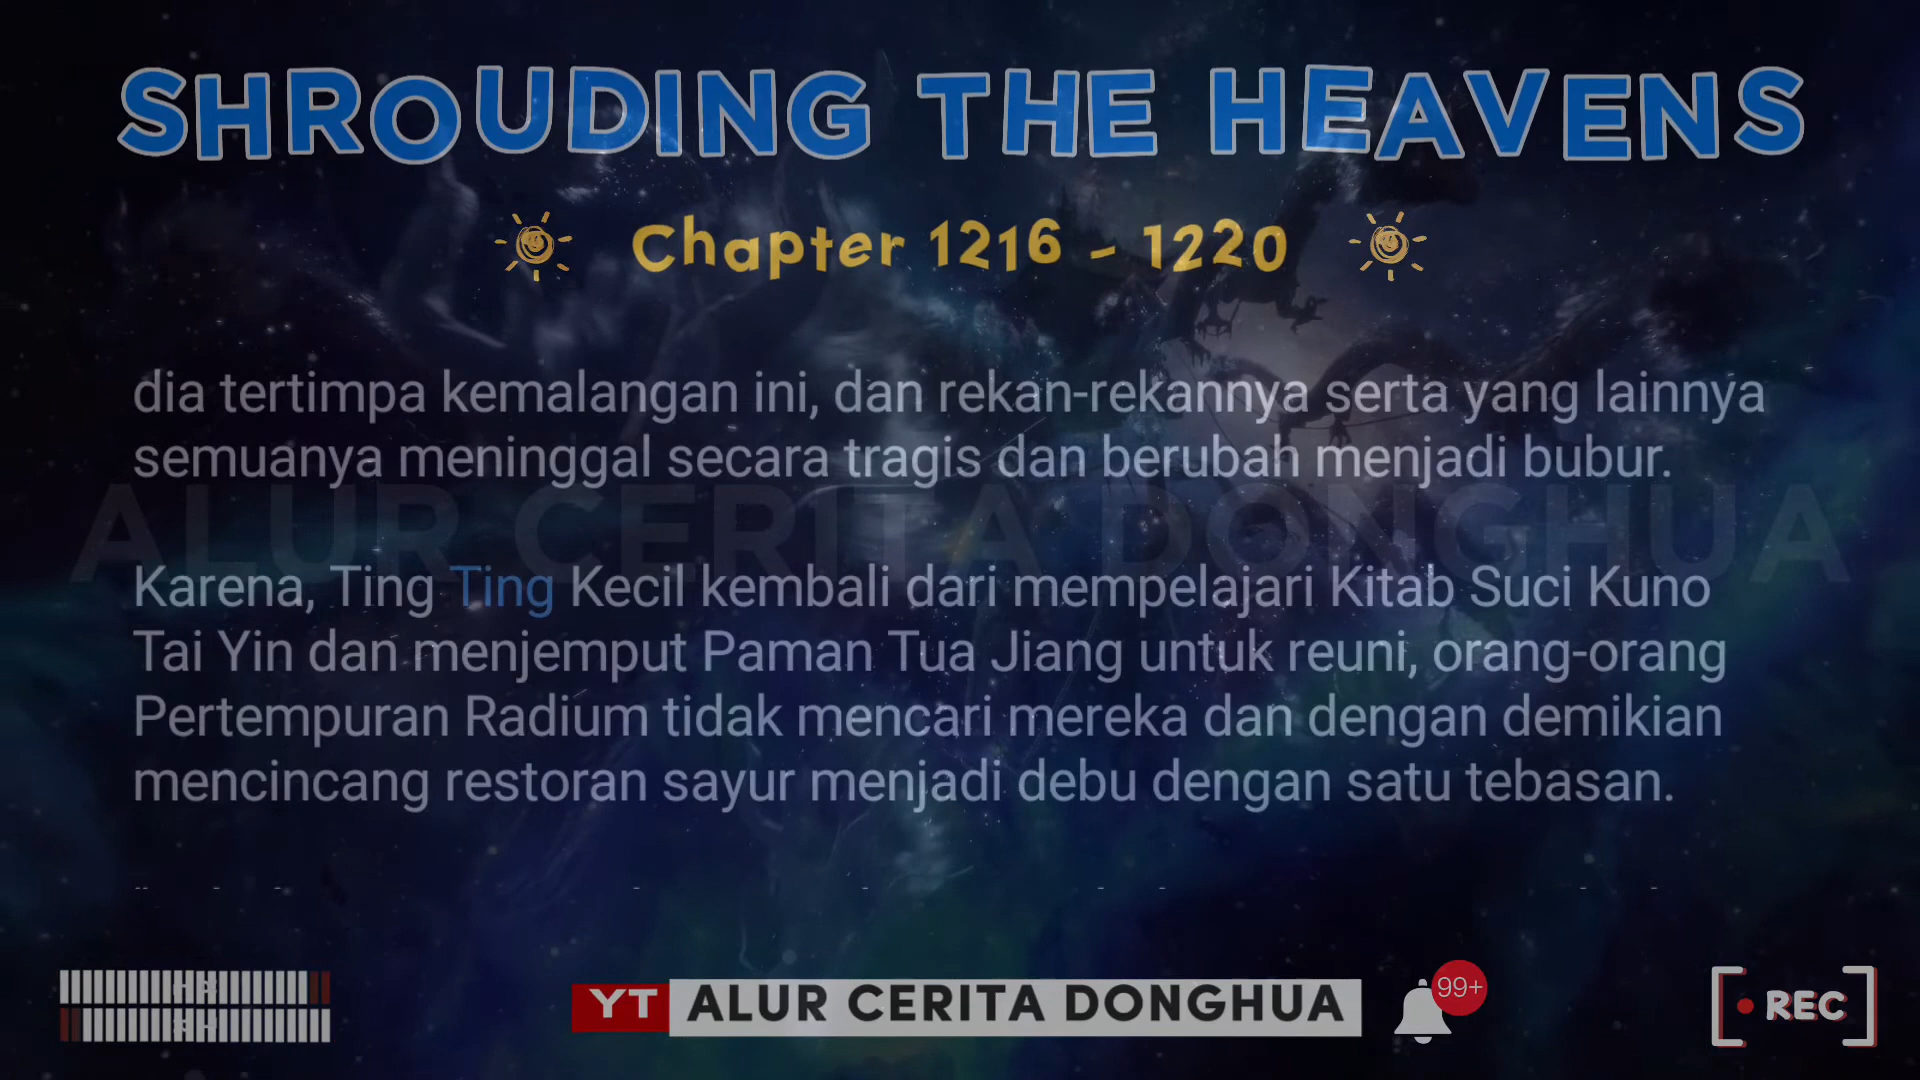 SHROUDING THE HEAVENS
Chapter 1216 - 1220
dia tertimpa kemalangan ini, dan rekan-rekannya serta yang lainnya
semuanya meninggal secara tragis dan berubah menjadi bubur.
ALUR CERITA DONGHUA
Karena, Ting Ting Kecil kembali dari mempelajari Kitab Suci Kuno
Tai Yin dan menjemput Paman Tua Jiang untuk reuni, orang-orang
Pertempuran Radium tidak mencari mereka dan dengan demikian
mencincang restoran sayur menjadi debu dengan satu tebasan.
YT ALUR CERITA DONGHUA
99+
REC